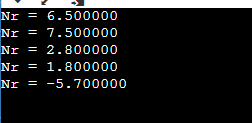 Nr = 6.500000
Nr = 7.500000
Nr = 2.800000
Nr = 1.800000
Nr = -5.700000